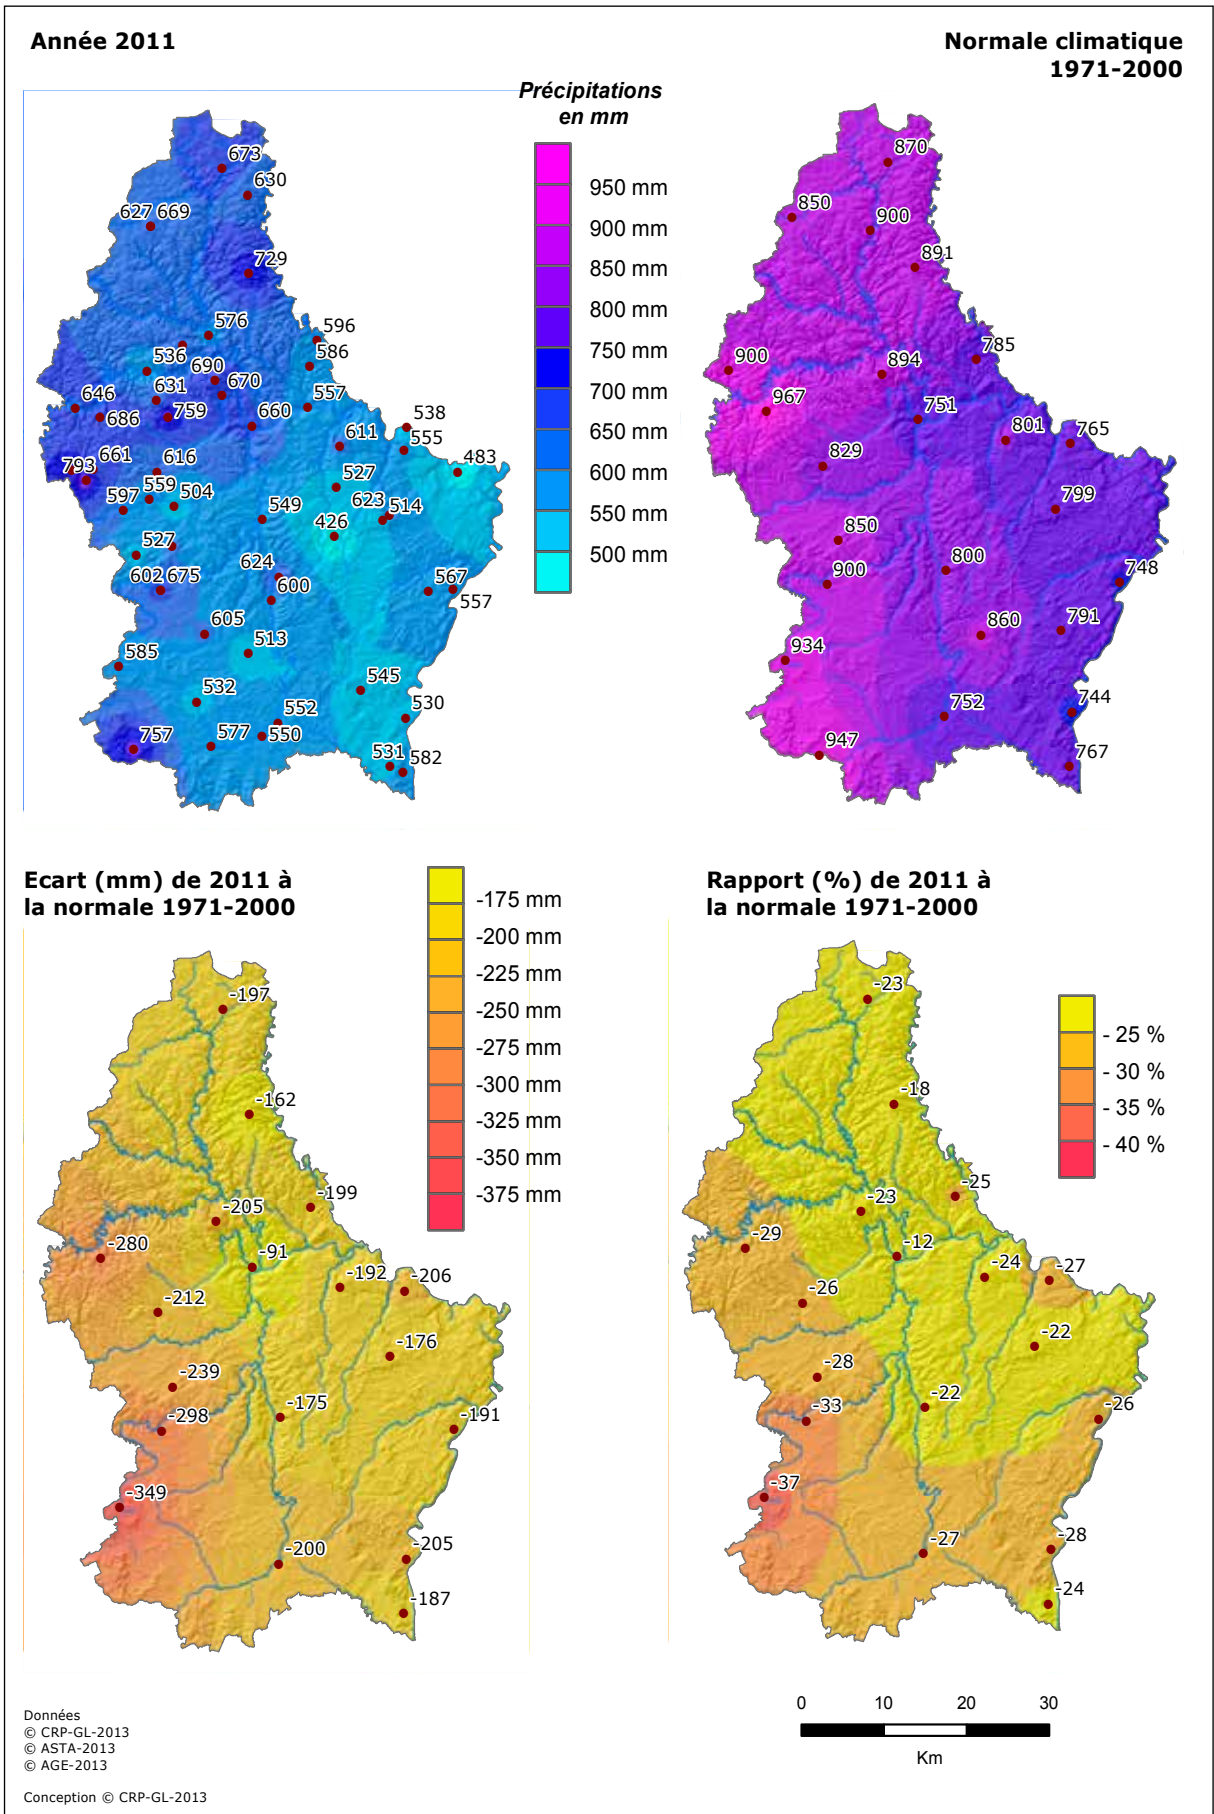 Année 2011
Normale climatique
1971-2000
Précipitations
en mm
950 mm
900 mm
850 mm
800 mm
750 mm
700 mm
650 mm
600 mm
550 mm
500 mm
673
630
627 669
729
576
596
536
586
690
631
670
557
646
686
759
660
538
611
555
661
793
616
483
527
559
504
597
623
514
549
426
527
624
602 675
600
567
557
605
513
585
545
532
530
552
550
577
757
531
582
870
850
900
891
785
900
894
967
751
801
765
829
799
850
800
900
748
860
791
934
752
744
947
767
Ecart (mm) de 2011 à
la normale 1971-2000
-175 mm
-200 mm
-225 mm
-250 mm
-275 mm
-300 mm
-325 mm
-350 mm
-375 mm
-197
-162
-199
-205
-280
-91
-192
-206
-212
-176
-239
-175
-298
-191
-349
-200
-205
-187
Rapport (%) de 2011 à
la normale 1971-2000
- 25 %
- 30 %
- 35 %
- 40 %
-23
-18
-25
-23
-29
-12
-24
-27
-26
-22
-28
-22
-33
-26
-37
-27
-28
-24
0 10 20 30
Km
Données
© CRP-GL-2013
© ASTA-2013
© AGE-2013
Conception © CRP-GL-2013